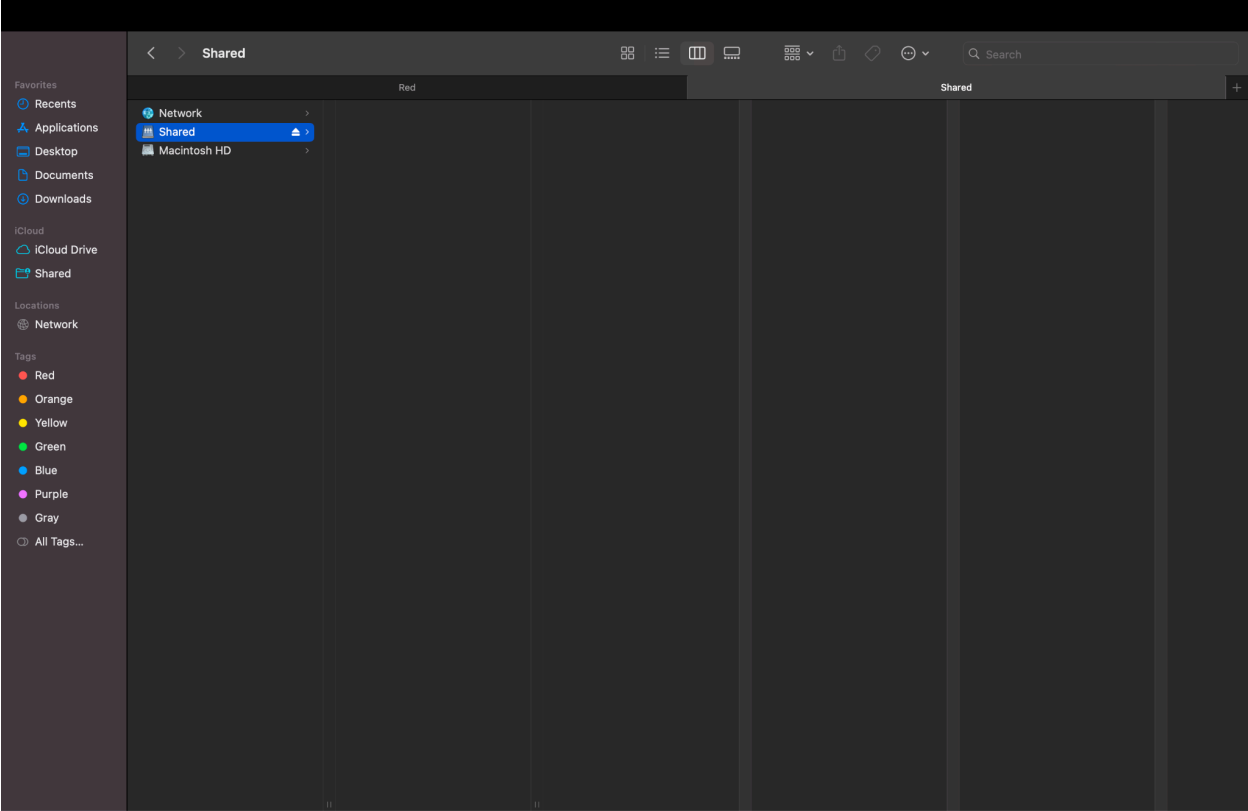 Shared
Search
Red
Shared
Favorites
Recents
Applications
Desktop
Documents
Downloads
iCloud
iCloud Drive
Shared
Locations
Network
Tags
Red
Orange
Yellow
Green
Blue
Purple
Gray
All Tags...
Network
Shared
Macintosh HD